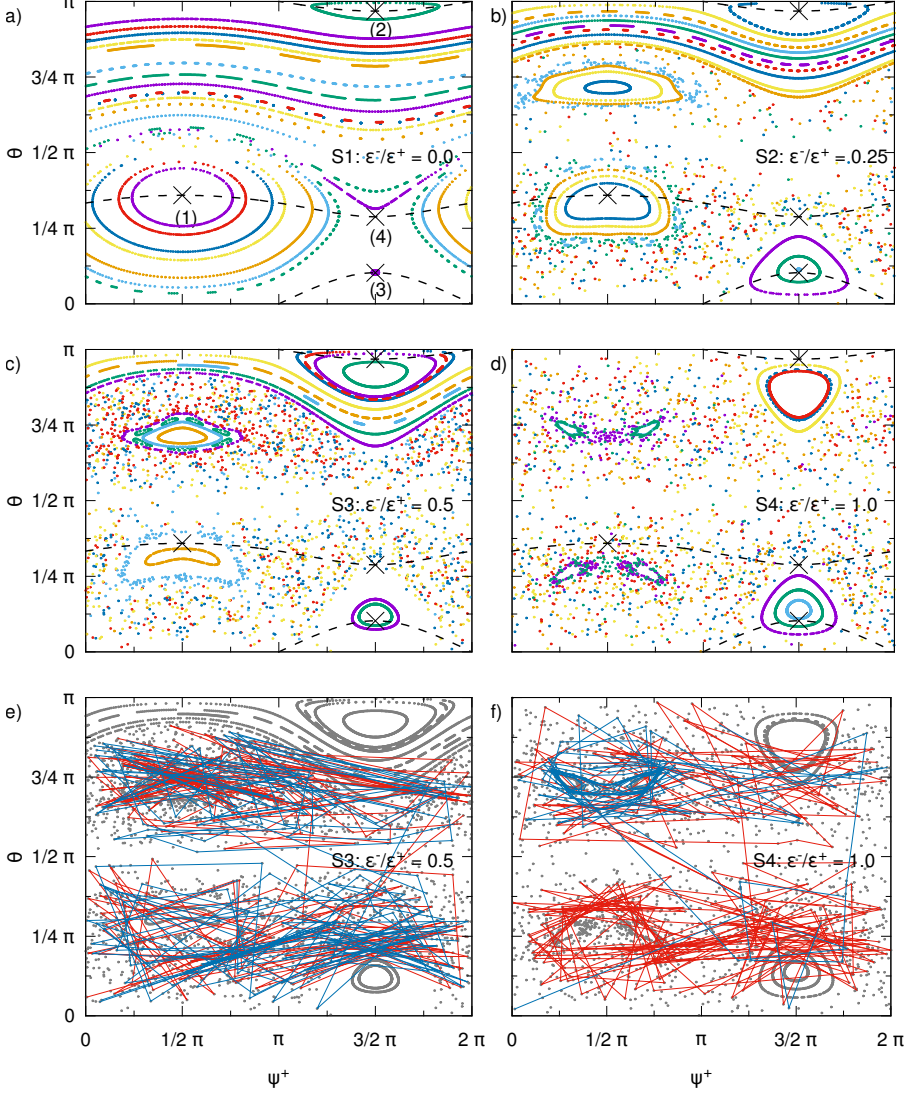 a)
π
3/4 π
1/2 π
1/4 π
0
θ
(2)
S1: ε⁻/ε⁺ = 0.0
(1)
(4)
(3)
b)
S2: ε⁻/ε⁺ = 0.25
c)
π
3/4 π
1/2 π
1/4 π
0
θ
S3: ε⁻/ε⁺ = 0.5
d)
S4: ε⁻/ε⁺ = 1.0
e)
π
3/4 π
1/2 π
1/4 π
0
θ
S3: ε⁻/ε⁺ = 0.5
0
1/2 π
π
3/2 π
2 π
ψ⁺
f)
S4: ε⁻/ε⁺ = 1.0
0
1/2 π
π
3/2 π
2 π
ψ⁺